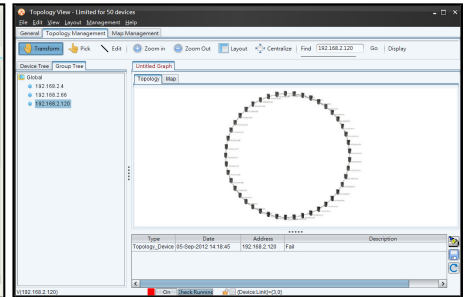 Topology View - Limited for 50 devices
File Edit View Layout Management Help
General Topology Management Map Management
Transform Pick Edit Zoom in Zoom Out Layout Centralize Find 192.168.2.120 Go Display
Device Tree Group Tree
Untitled Graph
Global
192.168.2.4
192.168.2.66
192.168.2.120
Topology Map
Type Date Address Description
Topology_Device 05-Sep-2012 14:18:45 192.168.2.120 Fail
V(192.168.2.120)
On Check Running (Device:Link)=(3,0)